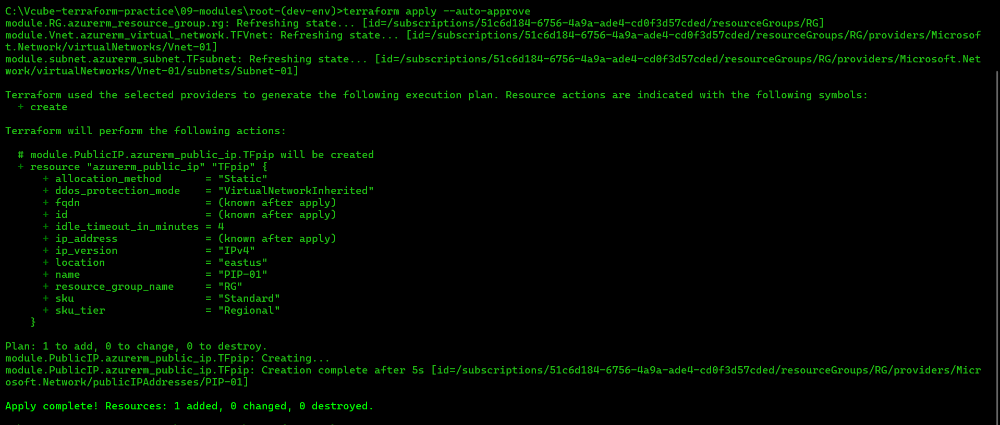 C:\Vcube-terraform-practice\09-modules\root-(dev-env)>terraform apply --auto-approve
module.RG.azurerm_resource_group.rg: Refreshing state... [id=/subscriptions/51c6d184-6756-4a9a-ade4-cd0f3d57cded/resourceGroups/RG]
module.Vnet.azurerm_virtual_network.TFVnet: Refreshing state... [id=/subscriptions/51c6d184-6756-4a9a-ade4-cd0f3d57cded/resourceGroups/RG/providers/Microsof
t.Network/virtualNetworks/Vnet-01]
module.subnet.azurerm_subnet.TFsubnet: Refreshing state... [id=/subscriptions/51c6d184-6756-4a9a-ade4-cd0f3d57cded/resourceGroups/RG/providers/Microsoft.Net
work/virtualNetworks/Vnet-01/subnets/Subnet-01]

Terraform used the selected providers to generate the following execution plan. Resource actions are indicated with the following symbols:
  + create

Terraform will perform the following actions:

  # module.PublicIP.azurerm_public_ip.TFpip will be created
  + resource "azurerm_public_ip" "TFpip" {
      + allocation_method       = "Static"
      + ddos_protection_mode    = "VirtualNetworkInherited"
      + fqdn                    = (known after apply)
      + id                      = (known after apply)
      + idle_timeout_in_minutes = 4
      + ip_address              = (known after apply)
      + ip_version              = "IPv4"
      + location                = "eastus"
      + name                    = "PIP-01"
      + resource_group_name     = "RG"
      + sku                     = "Standard"
      + sku_tier                = "Regional"
    }

Plan: 1 to add, 0 to change, 0 to destroy.
module.PublicIP.azurerm_public_ip.TFpip: Creating...
module.PublicIP.azurerm_public_ip.TFpip: Creation complete after 5s [id=/subscriptions/51c6d184-6756-4a9a-ade4-cd0f3d57cded/resourceGroups/RG/providers/Micr
osoft.Network/publicIPAddresses/PIP-01]

Apply complete! Resources: 1 added, 0 changed, 0 destroyed.